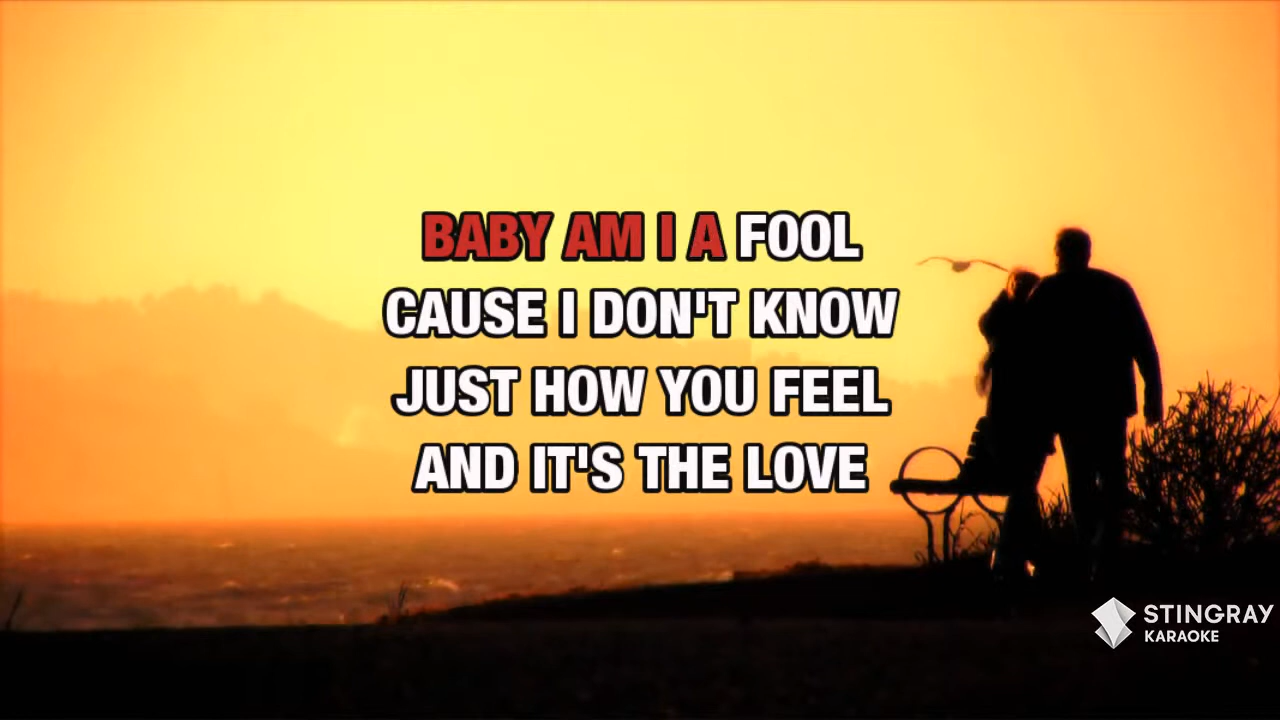 BABY AM I A FOOL
CAUSE I DON'T KNOW
JUST HOW YOU FEEL
AND IT'S THE LOVE
STINGRAY
KARAOKE